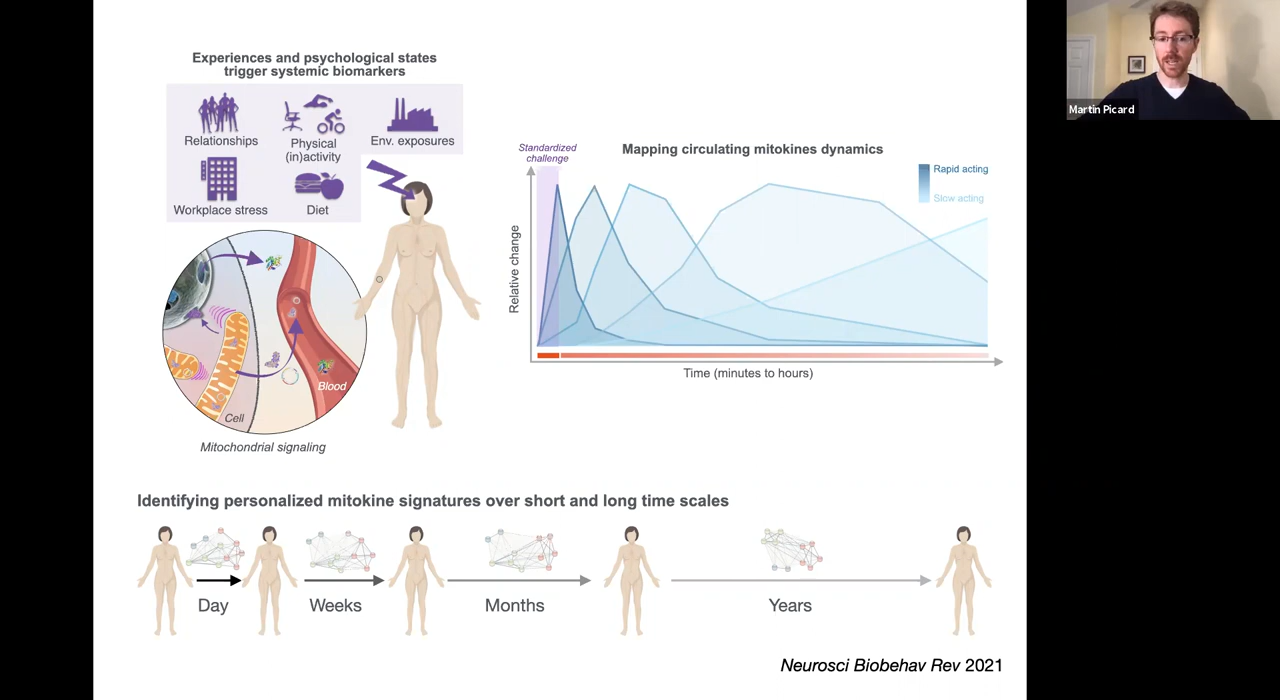 Experiences and psychological states
trigger systemic biomarkers
Relationships
Physical
(in)activity
Env. exposures
Workplace stress
Diet
Cell
Blood
Mitochondrial signaling
Standardized
challenge
Mapping circulating mitokines dynamics
Rapid acting
Slow acting
Relative change
Time (minutes to hours)
Identifying personalized mitokine signatures over short and long time scales
Day
Weeks
Months
Years
Neurosci Biobehav Rev 2021
Martin Picard